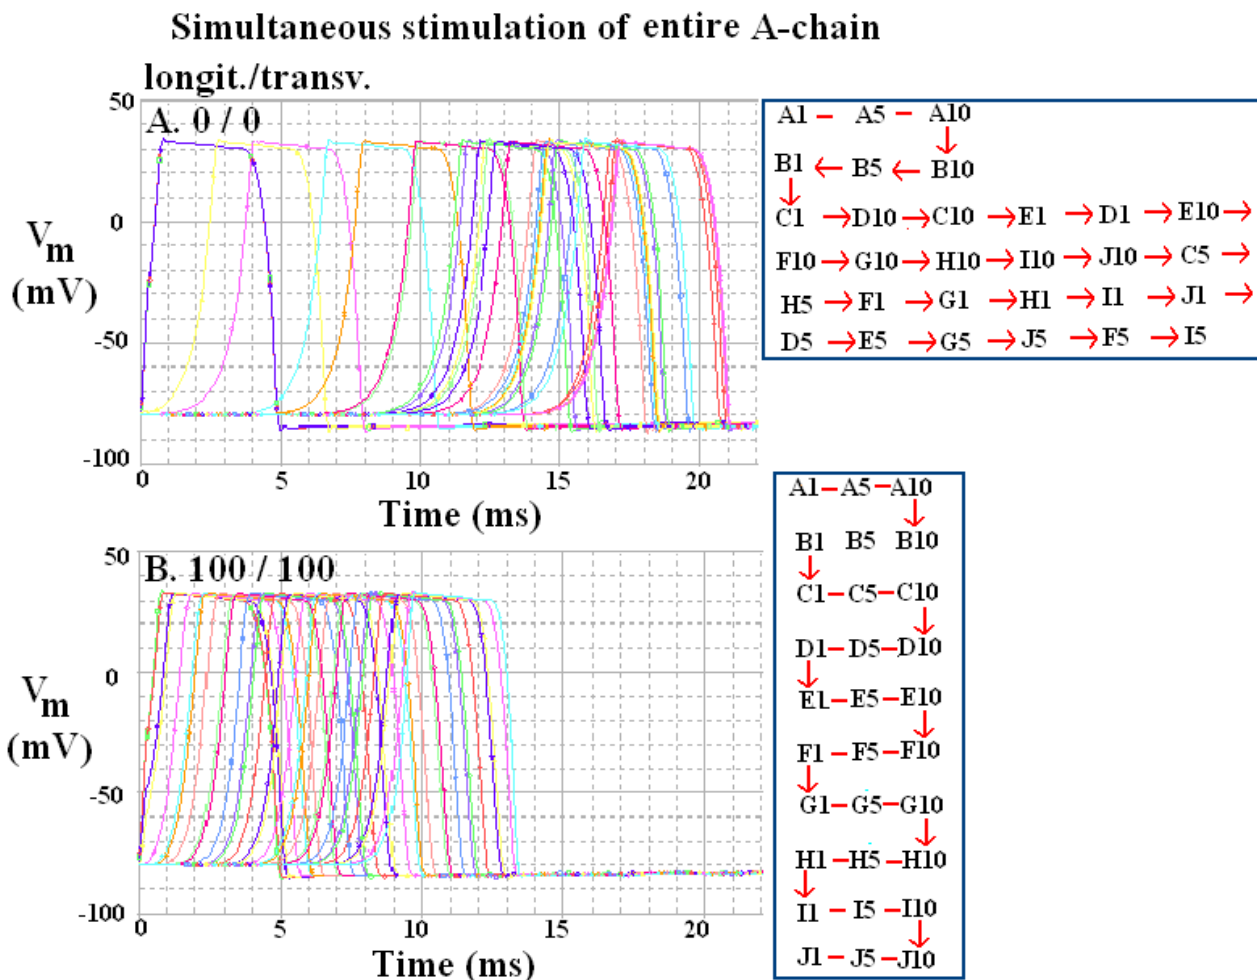 Simultaneous stimulation of entire A-chain
longit./transv.
A. 0 / 0
50
0
-50
-100
Vm
(mV)
0 5 10 15 20
Time (ms)
A1 A5 A10
B1 B5 B10
C1 D10 C10 E1 D1 E10
F10 G10 H10 I10 J10 C5
H5 F1 G1 H1 I1 J1
D5 E5 G5 J5 F5 I5
B. 100 / 100
50
0
-50
-100
Vm
(mV)
0 5 10 15 20
Time (ms)
A1 A5 A10
B1 B5 B10
C1 C5 C10
D1 D5 D10
E1 E5 E10
F1 F5 F10
G1 G5 G10
H1 H5 H10
I1 I5 I10
J1 J5 J10